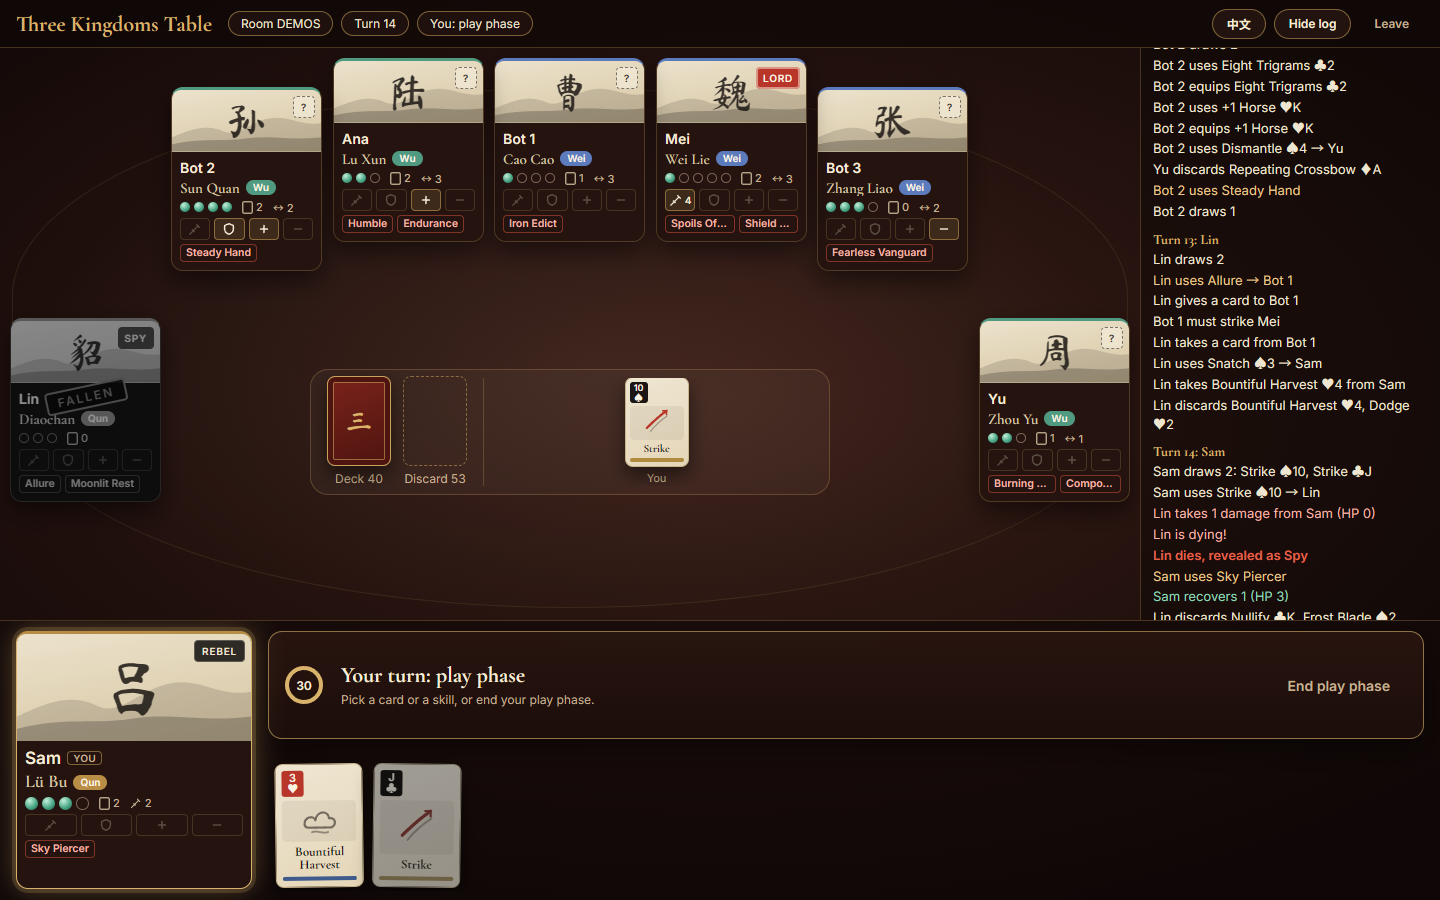 Three Kingdoms Table
Room DEMOS
Turn 14
You: play phase
中文
Hide log
Leave
孙
?
Bot 2
Sun Quan Wu
2 ↔ 2
+ −
Steady Hand
陆
?
Ana
Lu Xun Wu
2 ↔ 3
+ −
Humble Endurance
曹
?
Bot 1
Cao Cao Wei
1 ↔ 3
+ −
Iron Edict
魏
LORD
Mei
Wei Lie Wei
2 ↔ 3
4 + −
Spoils Of... Shield ...
张
?
Bot 3
Zhang Liao Wei
0 ↔ 2
+ −
Fearless Vanguard
貂
SPY
Lin
FALLEN
Diaochan Qun
0
+ −
Allure Moonlit Rest
三
Deck 40
Discard 53
10
♠
Strike
You
周
?
Yu
Zhou Yu Wu
1 ↔ 1
+ −
Burning ... Compo...
Bot 2 uses Eight Trigrams ♣2
Bot 2 equips Eight Trigrams ♣2
Bot 2 uses +1 Horse ♥K
Bot 2 equips +1 Horse ♥K
Bot 2 uses Dismantle ♠4 → Yu
Yu discards Repeating Crossbow ♦A
Bot 2 uses Steady Hand
Bot 2 draws 1
Turn 13: Lin
Lin draws 2
Lin uses Allure → Bot 1
Lin gives a card to Bot 1
Bot 1 must strike Mei
Lin takes a card from Bot 1
Lin uses Snatch ♠3 → Sam
Lin takes Bountiful Harvest ♥4 from Sam
Lin discards Bountiful Harvest ♥4, Dodge
♥2
Turn 14: Sam
Sam draws 2: Strike ♠10, Strike ♣J
Sam uses Strike ♠10 → Lin
Lin takes 1 damage from Sam (HP 0)
Lin is dying!
Lin dies, revealed as Spy
Sam uses Sky Piercer
Sam recovers 1 (HP 3)
Lin discards Nullify ♣K, Frost Blade ♠2
吕
REBEL
Sam YOU
Lü Bu Qun
2 2
+ −
Sky Piercer
30
Your turn: play phase
Pick a card or a skill, or end your play phase.
End play phase
3
♥
Bountiful
Harvest
J
♣
Strike